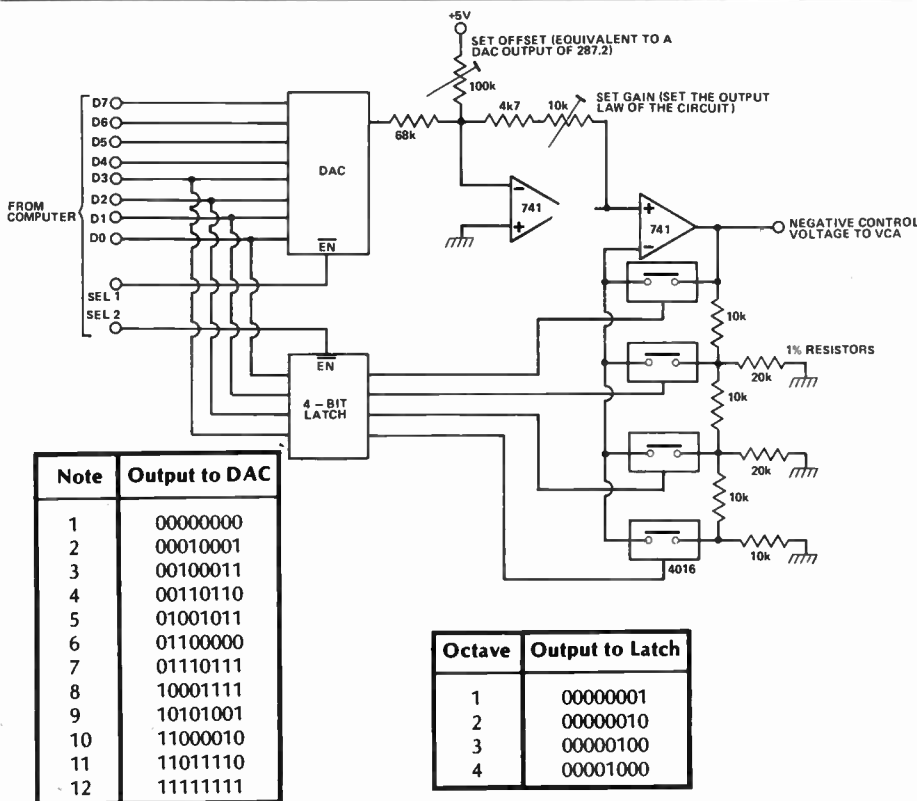 +5V
SET OFFSET (EQUIVALENT TO A
DAC OUTPUT OF 287.2)
100k
SET GAIN (SET THE OUTPUT
LAW OF THE CIRCUIT)
4k7
10k
68k
D7
D6
D5
D4
D3
D2
D1
D0
FROM
COMPUTER
SEL 1
SEL 2
DAC
EN
741
741
NEGATIVE CONTROL
VOLTAGE TO VCA
10k
1% RESISTORS
20k
10k
20k
10k
10k
4016
EN
4 – BIT
LATCH
Note Output to DAC
1 00000000
2 00010001
3 00100011
4 00110110
5 01001011
6 01100000
7 01110111
8 10001111
9 10101001
10 11000010
11 11011110
12 11111111
Octave Output to Latch
1 00000001
2 00000010
3 00000100
4 00001000